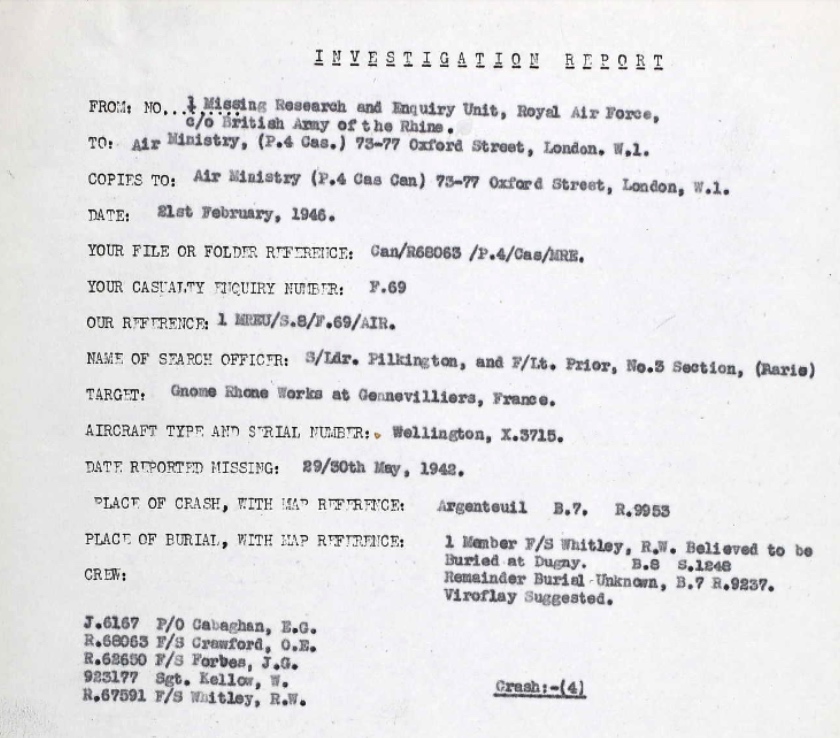 INVESTIGATION REPORT
FROM: NO...1 Missing Research and Enquiry Unit, Royal Air Force,
c/o British Army of the Rhine.
TO: Air Ministry, (P.4 Cas.) 73-77 Oxford Street, London. W.1.
COPIES TO: Air Ministry (P.4 Cas Can) 73-77 Oxford Street, London, W.1.
DATE: 21st February, 1946.
YOUR FILE OR FOLDER REFERENCE: Can/R68063 /P.4/Cas/MRE.
YOUR CASUALTY ENQUIRY NUMBER: F.69
OUR REFERENCE: 1 MREU/S.8/F.69/AIR.
NAME OF SEARCH OFFICER: S/Ldr. Pilkington, and F/Lt. Prior, No.3 Section, (Paris)
TARGET: Gnome Rhone Works at Gennevilliers, France.
AIRCRAFT TYPE AND SERIAL NUMBER: Wellington, X.3715.
DATE REPORTED MISSING: 29/30th May, 1942.
PLACE OF CRASH, WITH MAP REFERENCE: Argenteuil B.7. R.9953
PLACE OF BURIAL, WITH MAP REFERENCE: 1 Member F/S Whitley, R.W. Believed to be
Buried at Dugny. B.8 S.1248
CREW: Remainder Burial Unknown, B.7 R.9237.
Viroflay Suggested.
J.6167 P/O Cabaghan, E.G.
R.68063 F/S Crawford, O.E.
R.62650 F/S Forbes, J.G.
923177 Sgt. Kellow, W.
R.67591 F/S Whitley, R.W.
Crash:-(4)